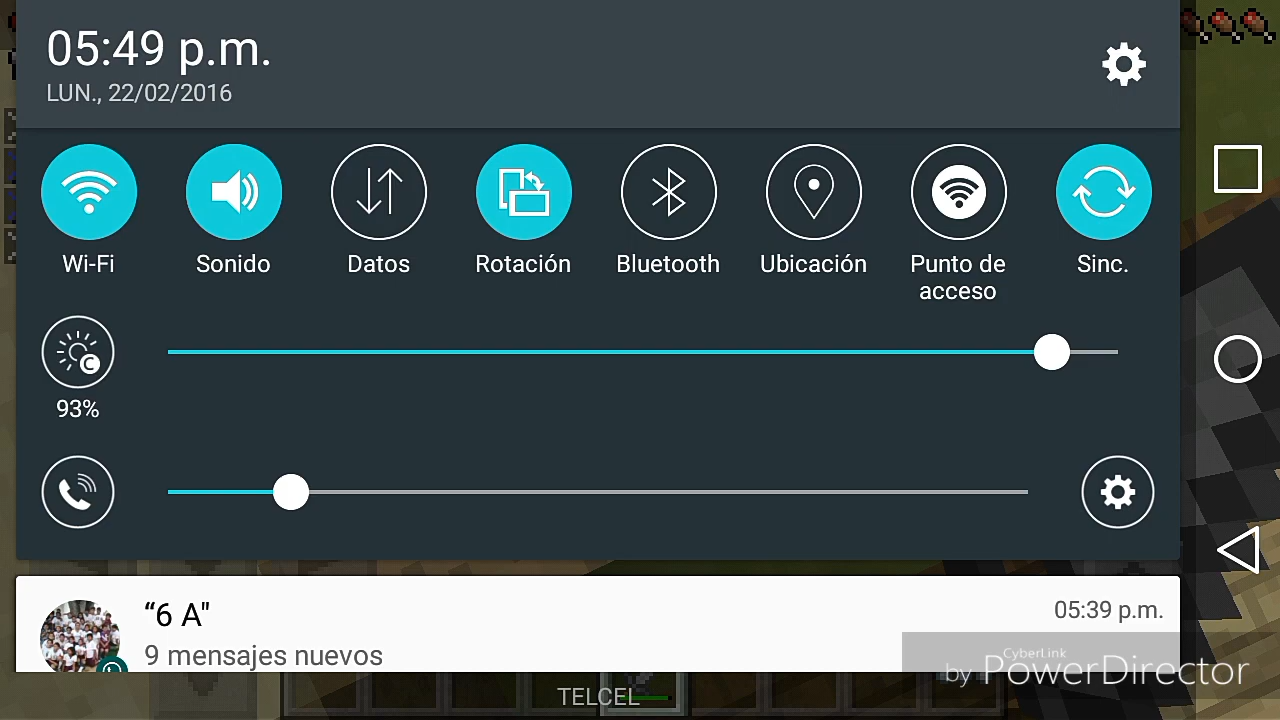 05:49 p.m.
LUN., 22/02/2016
Wi-Fi
Sonido
Datos
Rotación
Bluetooth
Ubicación
Punto de
acceso
Sinc.
93%
“6 A"
05:39 p.m.
9 mensajes nuevos
CyberLink
by PowerDirector
TELCEL